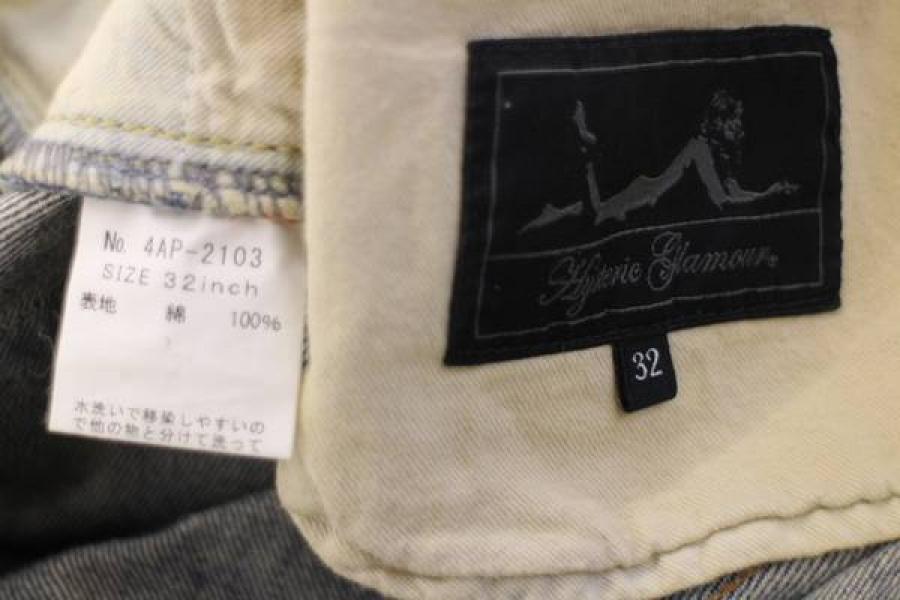 No. 4AP-2103
SIZE 32inch
表地 綿 100%
水洗いで移染しやすいの
で他の物と分けて洗って
Hysteric Glamour®
32